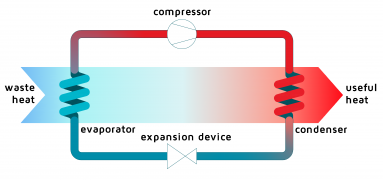 compressor
waste
heat
useful
heat
evaporator
expansion device
condenser